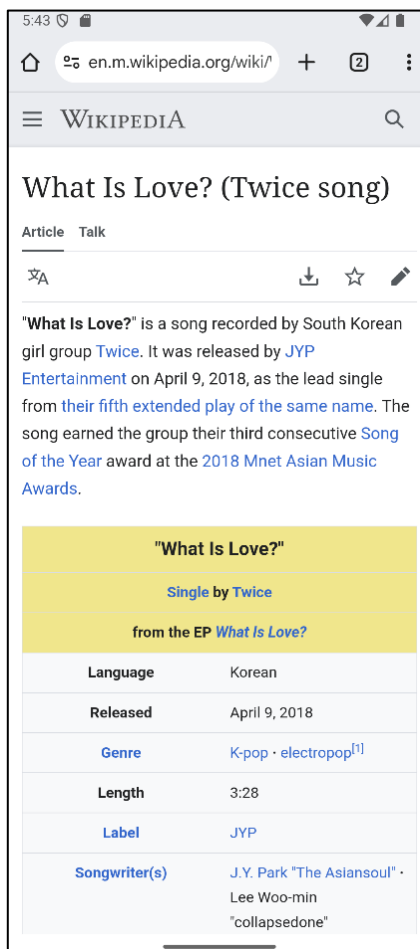 5:43
en.m.wikipedia.org/wiki/
2
WIKIPEDIA
What Is Love? (Twice song)
Article Talk
"What Is Love?" is a song recorded by South Korean
girl group Twice. It was released by JYP
Entertainment on April 9, 2018, as the lead single
from their fifth extended play of the same name. The
song earned the group their third consecutive Song
of the Year award at the 2018 Mnet Asian Music
Awards.
"What Is Love?"
Single by Twice
from the EP What Is Love?
Language Korean
Released April 9, 2018
Genre K-pop · electropop[1]
Length 3:28
Label JYP
Songwriter(s) J.Y. Park "The Asiansoul" ·
Lee Woo-min
"collapsedone"